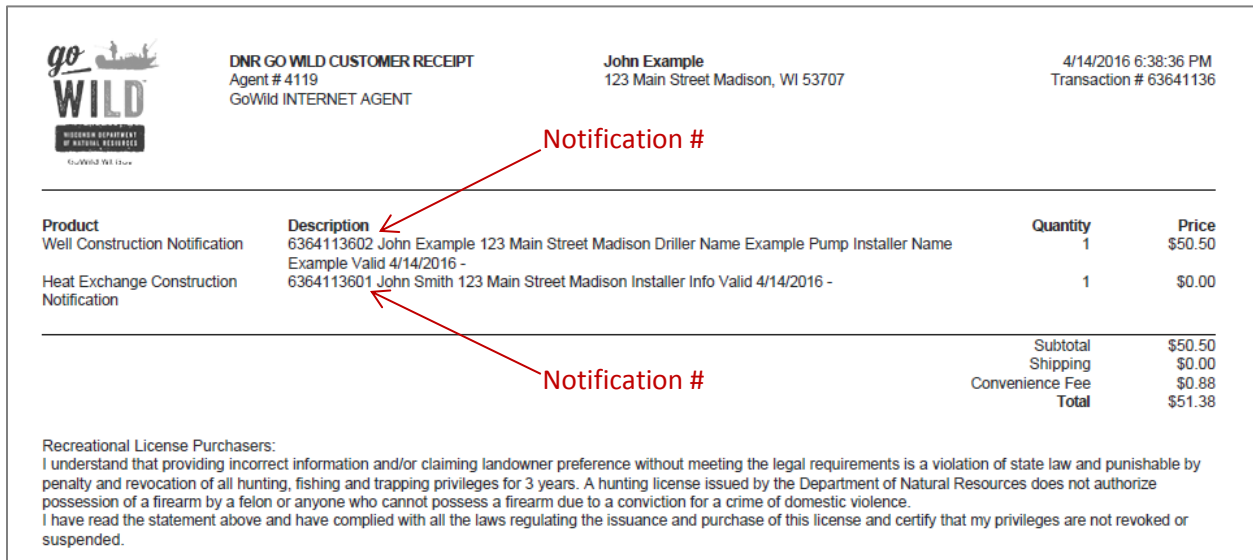 go
WILD
WISCONSIN DEPARTMENT
OF NATURAL RESOURCES
GoWild.WI.Gov
DNR GO WILD CUSTOMER RECEIPT
Agent # 4119
GoWild INTERNET AGENT
John Example
123 Main Street Madison, WI 53707
4/14/2016 6:38:36 PM
Transaction # 63641136
Notification #
Product Description Quantity Price
Well Construction Notification 6364113602 John Example 123 Main Street Madison Driller Name Example Pump Installer Name 1 $50.50
Example Valid 4/14/2016 -
Heat Exchange Construction 6364113601 John Smith 123 Main Street Madison Installer Info Valid 4/14/2016 - 1 $0.00
Notification
Subtotal $50.50
Shipping $0.00
Notification #
Convenience Fee $0.88
Total $51.38
Recreational License Purchasers:
I understand that providing incorrect information and/or claiming landowner preference without meeting the legal requirements is a violation of state law and punishable by
penalty and revocation of all hunting, fishing and trapping privileges for 3 years. A hunting license issued by the Department of Natural Resources does not authorize
possession of a firearm by a felon or anyone who cannot possess a firearm due to a conviction for a crime of domestic violence.
I have read the statement above and have complied with all the laws regulating the issuance and purchase of this license and certify that my privileges are not revoked or
suspended.